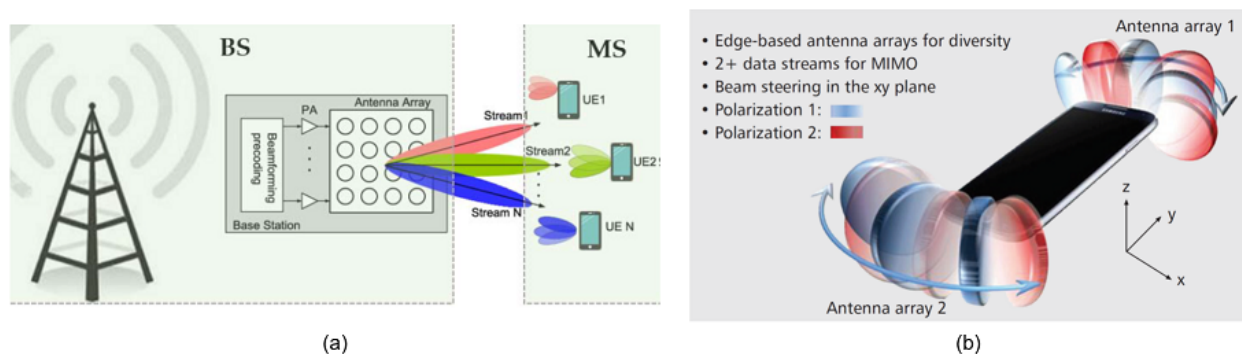 BS
MS
Antenna Array
PA
Beamforming
precoding
Base Station
Stream1
Stream2
Stream N
UE1
UE2
UE N
(a)
• Edge-based antenna arrays for diversity
• 2+ data streams for MIMO
• Beam steering in the xy plane
• Polarization 1:
• Polarization 2:
Antenna array 1
Antenna array 2
z
y
x
(b)